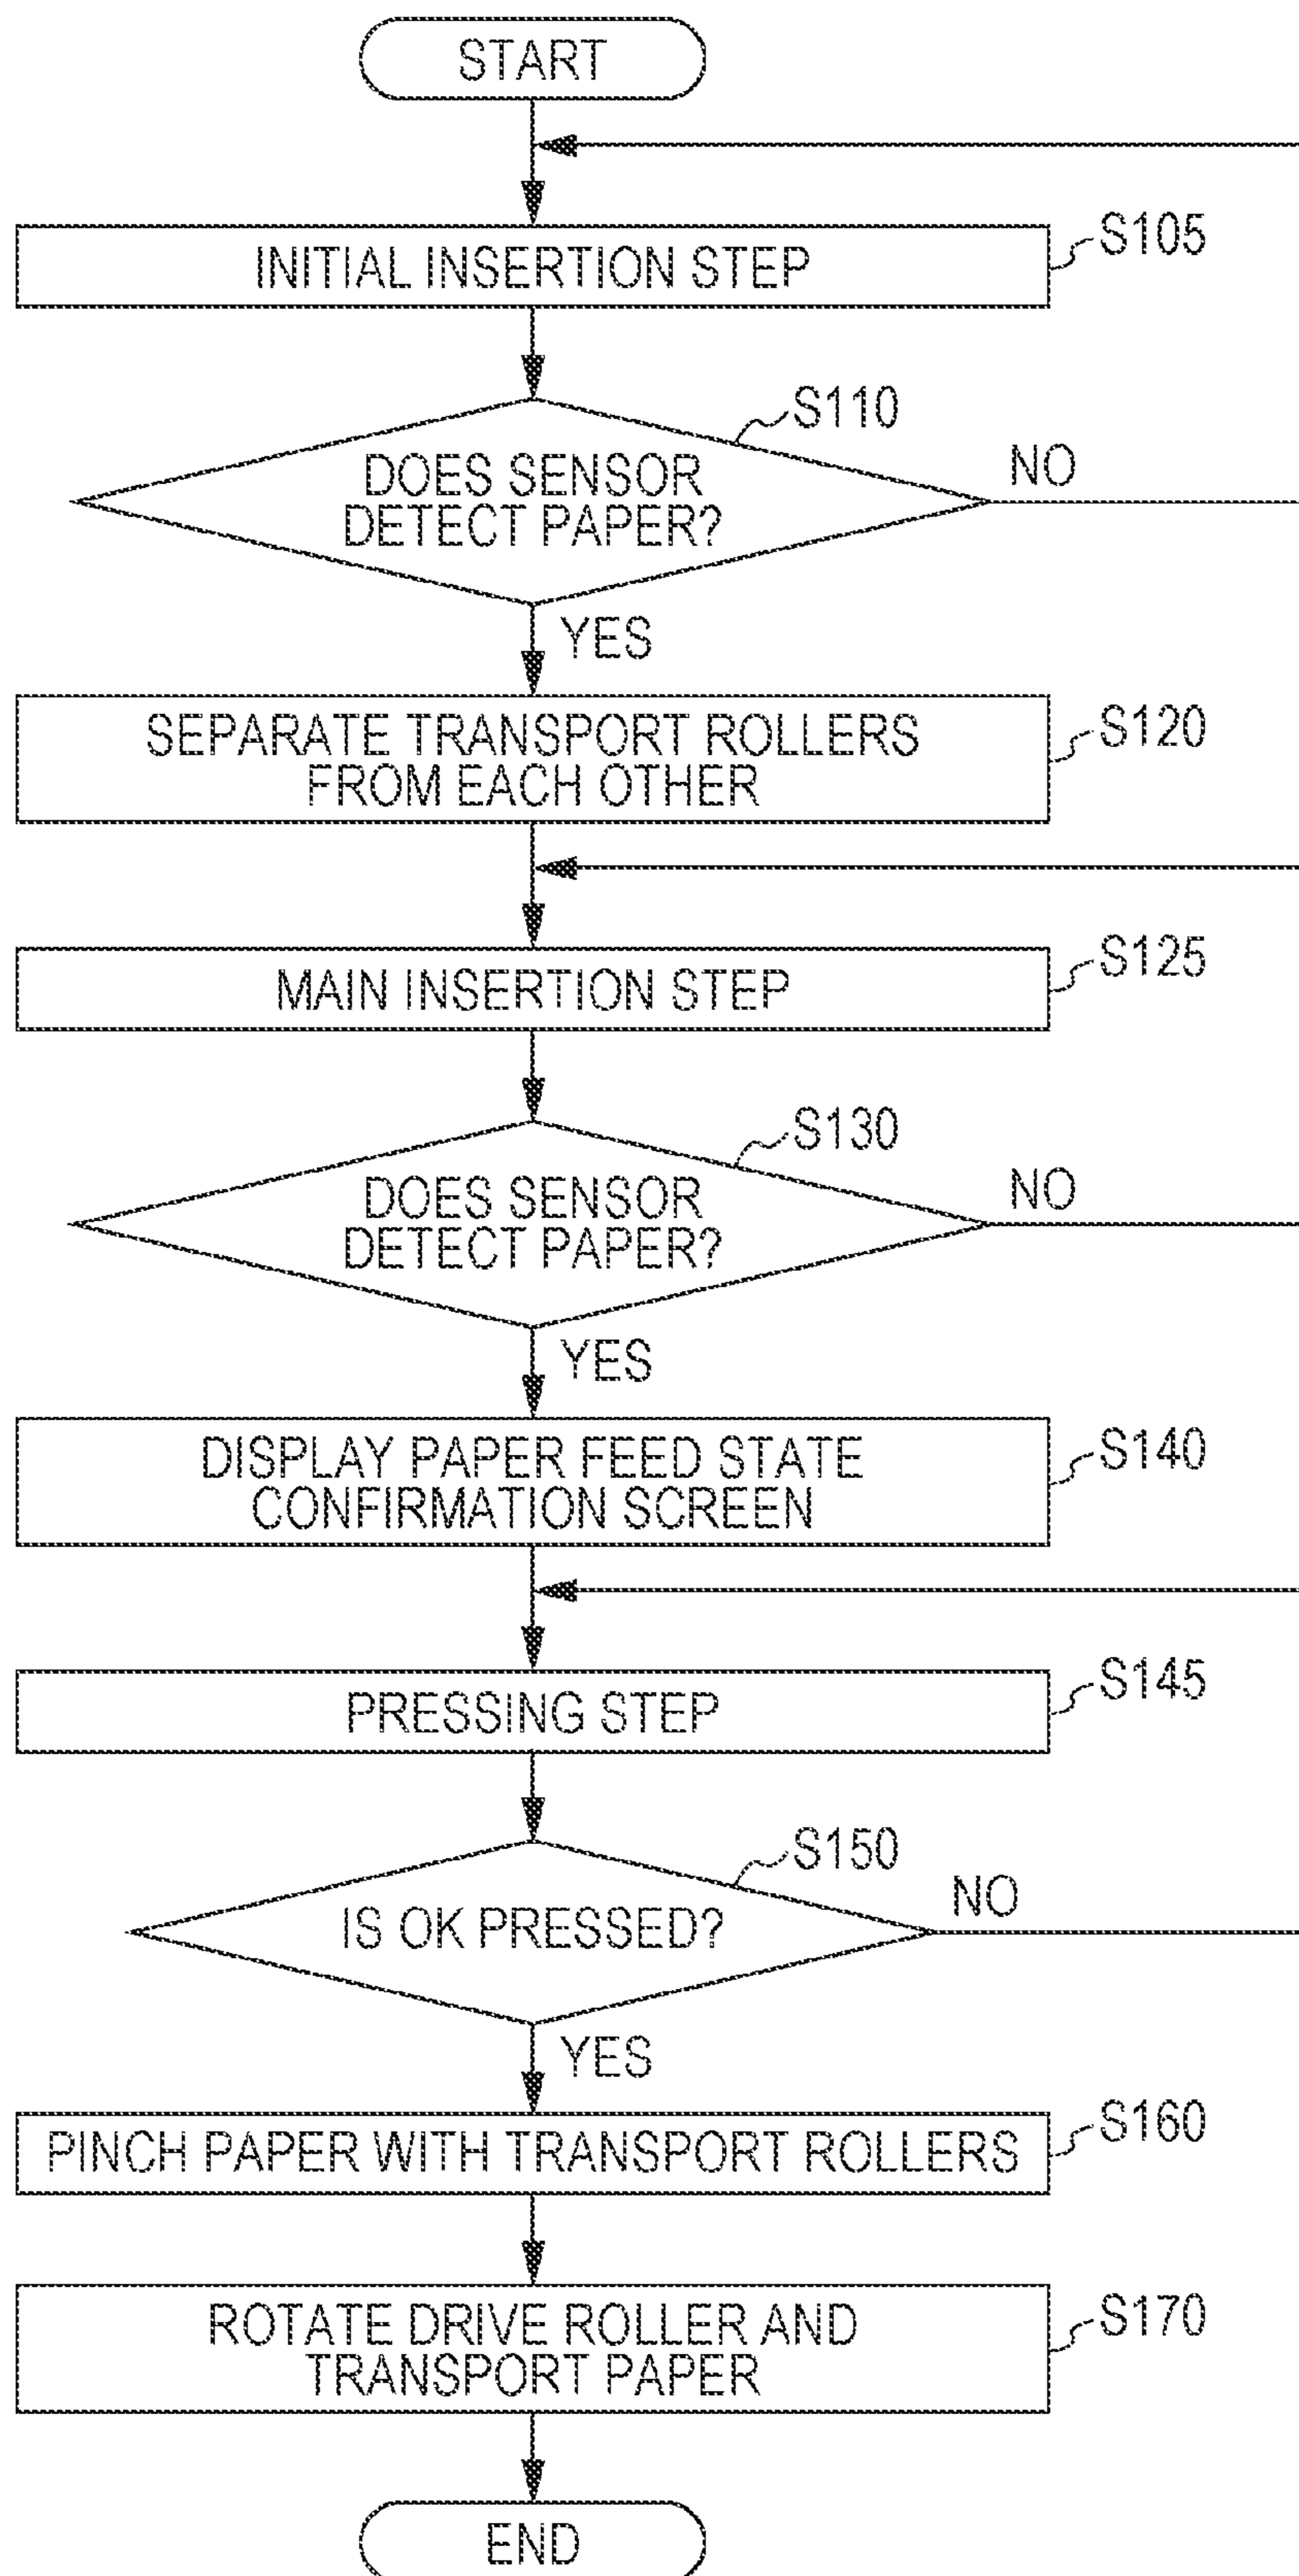 START
INITIAL INSERTION STEP
S105
S110
DOES SENSOR
DETECT PAPER?
NO
YES
SEPARATE TRANSPORT ROLLERS
FROM EACH OTHER
S120
MAIN INSERTION STEP
S125
S130
DOES SENSOR
DETECT PAPER?
NO
YES
DISPLAY PAPER FEED STATE
CONFIRMATION SCREEN
S140
PRESSING STEP
S145
S150
IS OK PRESSED?
NO
YES
PINCH PAPER WITH TRANSPORT ROLLERS
S160
ROTATE DRIVE ROLLER AND
TRANSPORT PAPER
S170
END